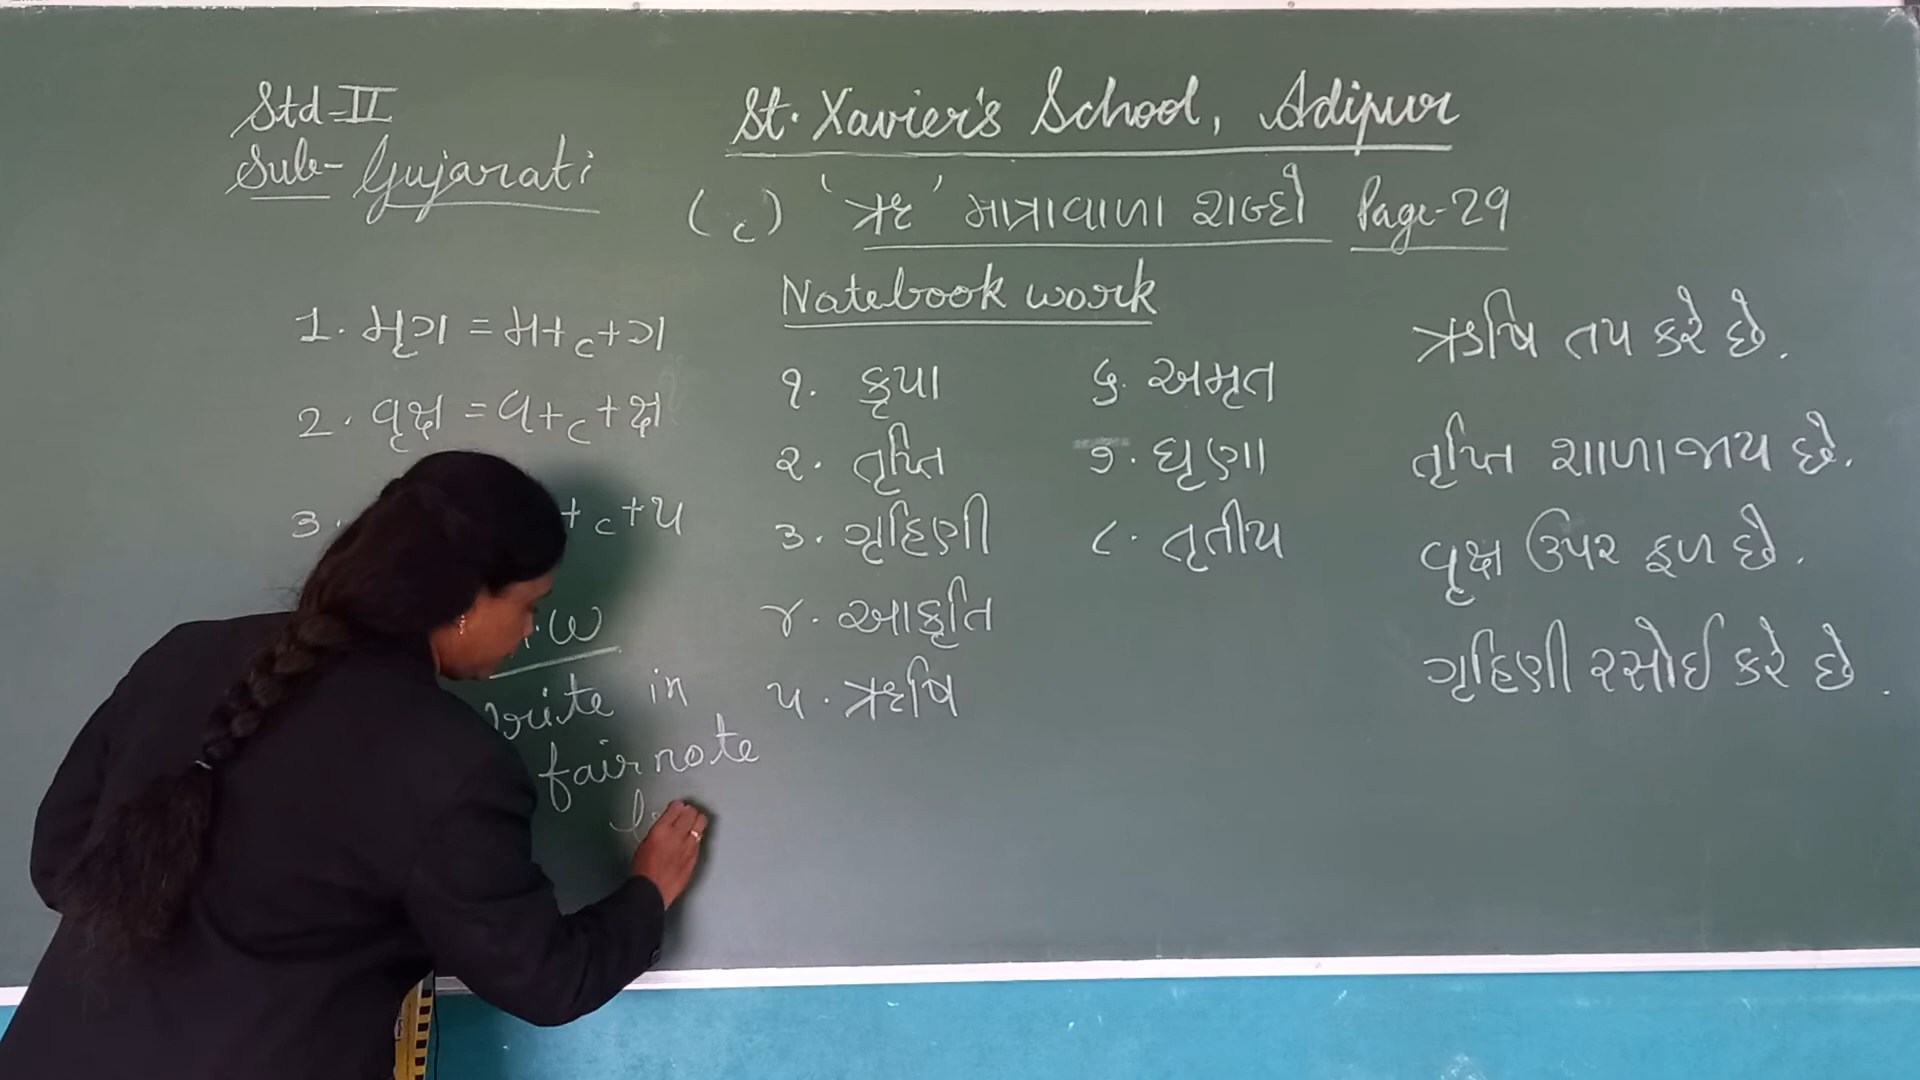 Std-II
Sub-Gujarati
St. Xavier's School, Adipur
( ૃ ) 'ઋ' માત્રાવાળા શબ્દો Page-29
Notebook work
1. મૃગ = મ+ૃ+ગ
2. વૃક્ષ = વ+ૃ+ક્ષ
3. +ૃ+પ
.W
Write in
fair note
૧. કૃપા
૨. તૃપ્તિ
૩. ગૃહિણી
૪. આકૃતિ
૫. ઋષિ
૬. અમૃત
૭. ઘૃણા
૮. તૃતીય
ઋષિ તપ કરે છે.
તૃપ્તિ શાળા જાય છે.
વૃક્ષ ઉપર ફળ છે.
ગૃહિણી રસોઈ કરે છે.